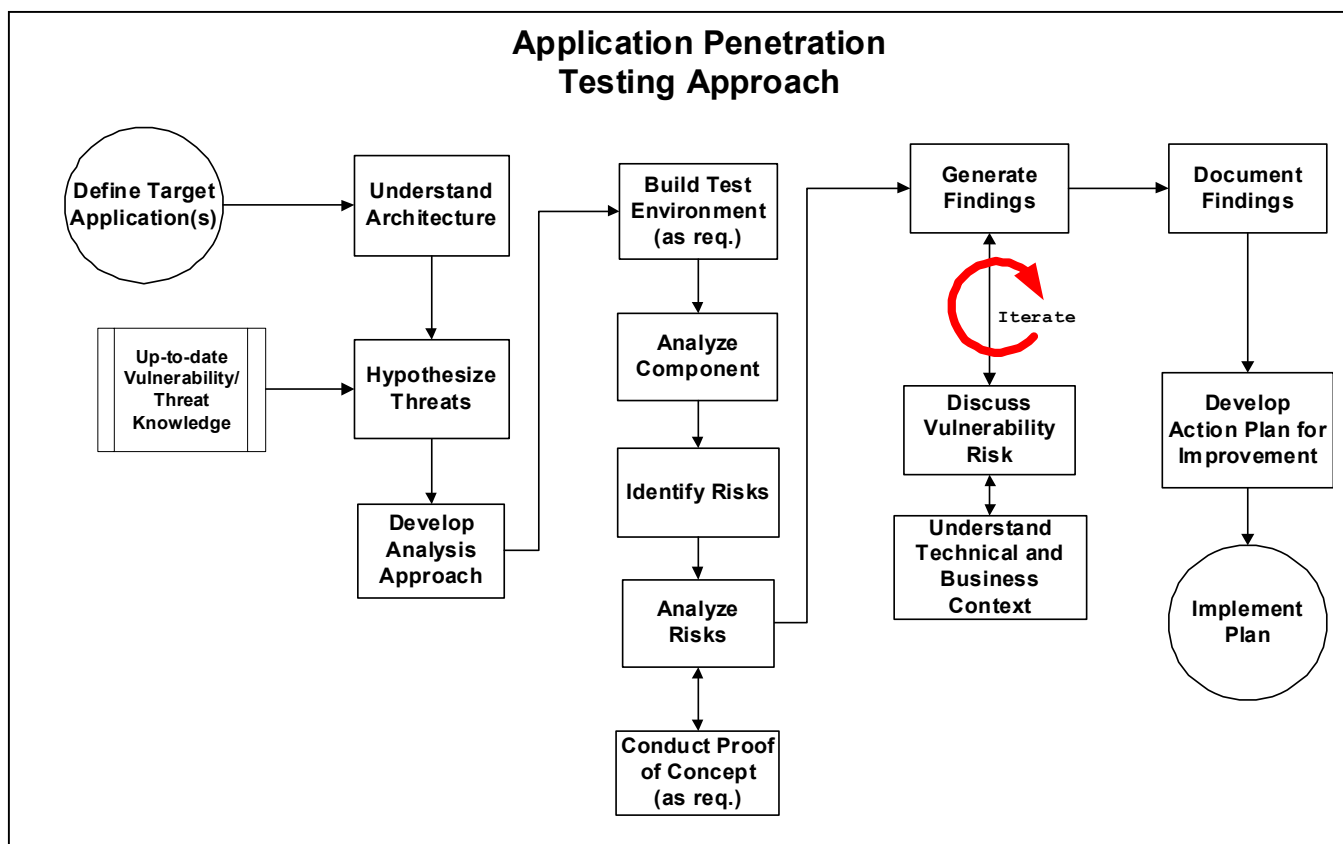 Application Penetration
Testing Approach
Define Target
Application(s)
Understand
Architecture
Up-to-date
Vulnerability/
Threat
Knowledge
Hypothesize
Threats
Develop
Analysis
Approach
Build Test
Environment
(as req.)
Analyze
Component
Identify Risks
Analyze
Risks
Conduct Proof
of Concept
(as req.)
Generate
Findings
Iterate
Discuss
Vulnerability
Risk
Understand
Technical and
Business
Context
Document
Findings
Develop
Action Plan for
Improvement
Implement
Plan